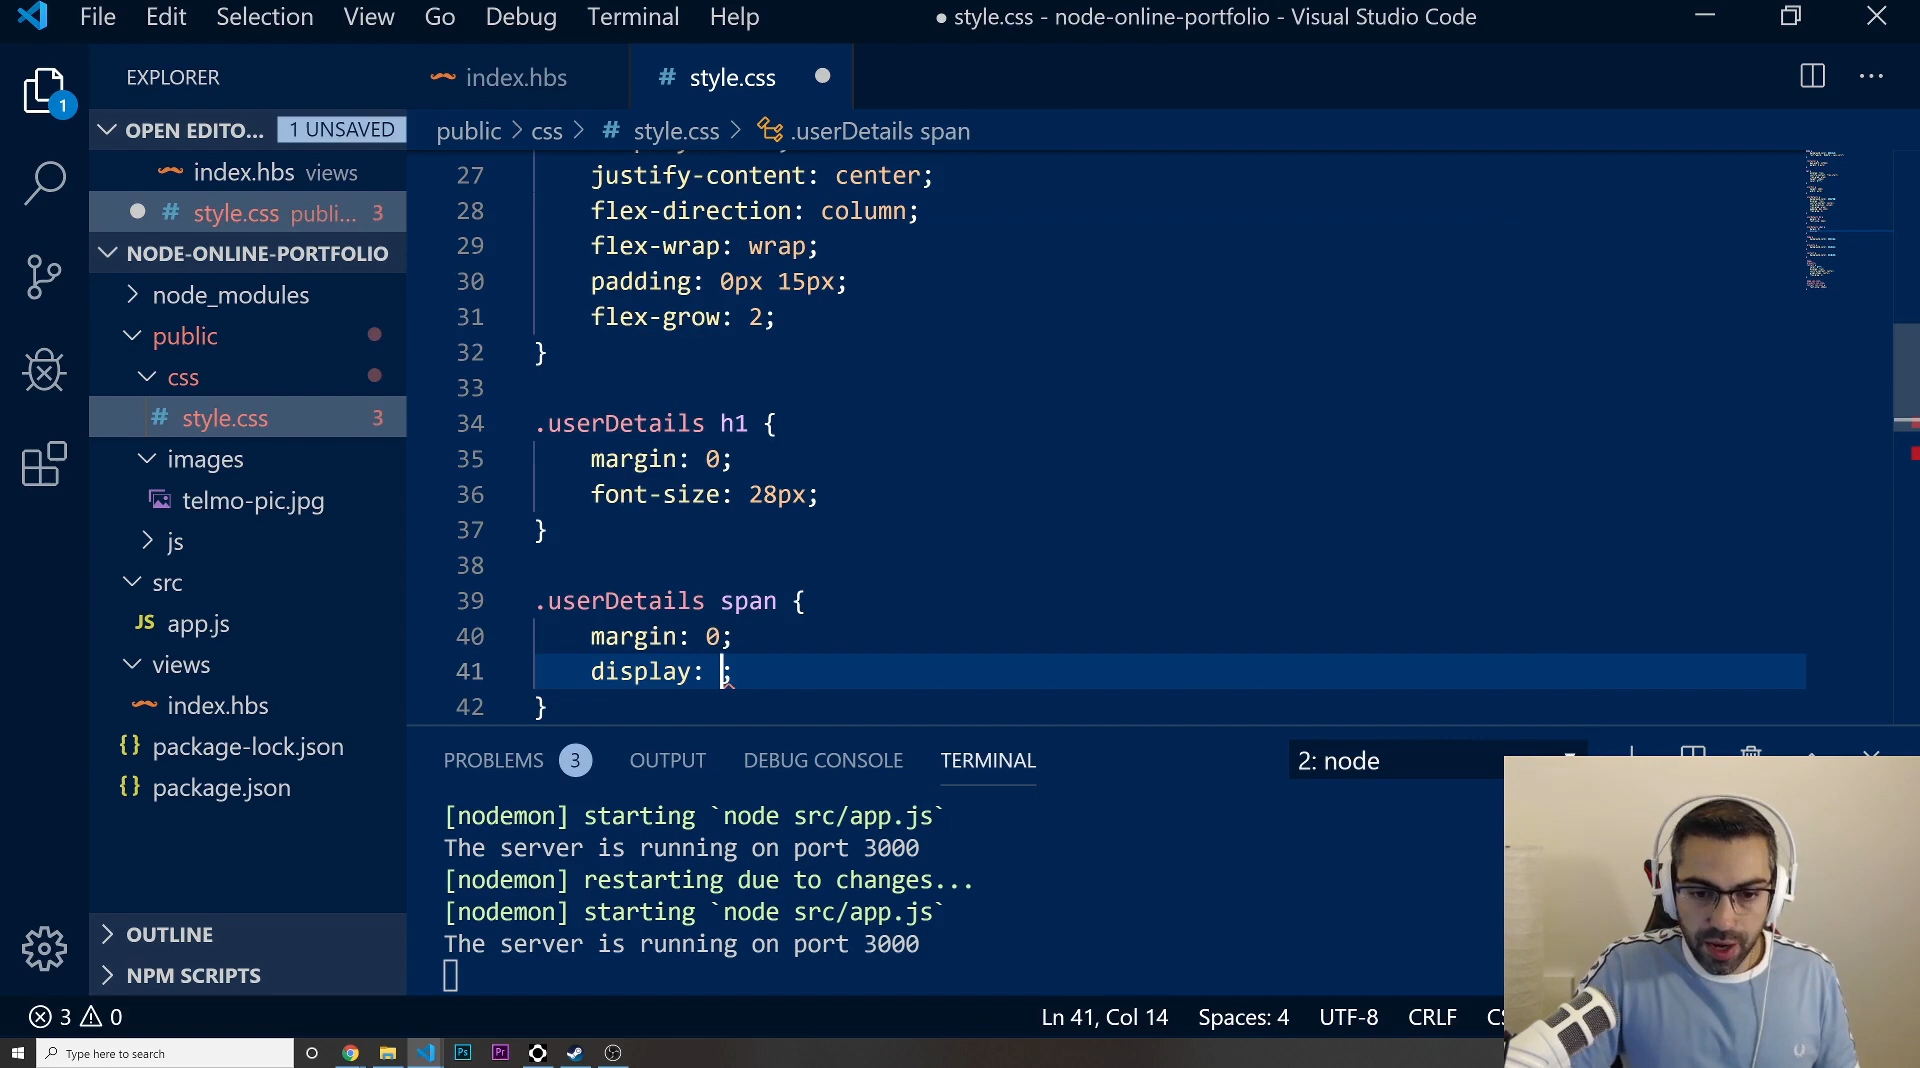 File Edit Selection View Go Debug Terminal Help ● style.css - node-online-portfolio - Visual Studio Code
EXPLORER
index.hbs
# style.css
1
OPEN EDITO... 1 UNSAVED
public > css > # style.css > .userDetails span
index.hbs views
# style.css publi... 3
NODE-ONLINE-PORTFOLIO
node_modules
public
css
# style.css 3
images
telmo-pic.jpg
js
src
JS app.js
views
index.hbs
{} package-lock.json
{} package.json
OUTLINE
NPM SCRIPTS
27 justify-content: center;
28 flex-direction: column;
29 flex-wrap: wrap;
30 padding: 0px 15px;
31 flex-grow: 2;
32 }
33
34 .userDetails h1 {
35 margin: 0;
36 font-size: 28px;
37 }
38
39 .userDetails span {
40 margin: 0;
41 display: ;
42 }
PROBLEMS 3 OUTPUT DEBUG CONSOLE TERMINAL 2: node
[nodemon] starting `node src/app.js`
The server is running on port 3000
[nodemon] restarting due to changes...
[nodemon] starting `node src/app.js`
The server is running on port 3000
3 0 Ln 41, Col 14 Spaces: 4 UTF-8 CRLF
Type here to search Ps Pr